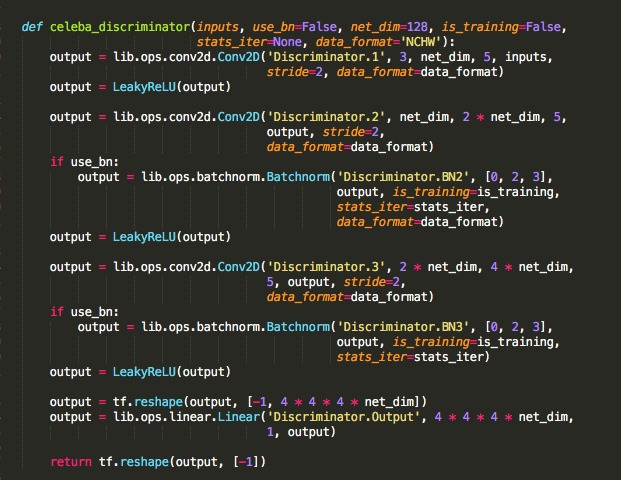 def celeba_discriminator(inputs, use_bn=False, net_dim=128, is_training=False,
                         stats_iter=None, data_format='NCHW'):
    output = lib.ops.conv2d.Conv2D('Discriminator.1', 3, net_dim, 5, inputs,
                                   stride=2, data_format=data_format)
    output = LeakyReLU(output)

    output = lib.ops.conv2d.Conv2D('Discriminator.2', net_dim, 2 * net_dim, 5,
                                   output, stride=2,
                                   data_format=data_format)
    if use_bn:
        output = lib.ops.batchnorm.Batchnorm('Discriminator.BN2', [0, 2, 3],
                                             output, is_training=is_training,
                                             stats_iter=stats_iter,
                                             data_format=data_format)
    output = LeakyReLU(output)

    output = lib.ops.conv2d.Conv2D('Discriminator.3', 2 * net_dim, 4 * net_dim,
                                   5, output, stride=2,
                                   data_format=data_format)
    if use_bn:
        output = lib.ops.batchnorm.Batchnorm('Discriminator.BN3', [0, 2, 3],
                                             output, is_training=is_training,
                                             stats_iter=stats_iter)
    output = LeakyReLU(output)

    output = tf.reshape(output, [-1, 4 * 4 * 4 * net_dim])
    output = lib.ops.linear.Linear('Discriminator.Output', 4 * 4 * 4 * net_dim,
                                   1, output)

    return tf.reshape(output, [-1])